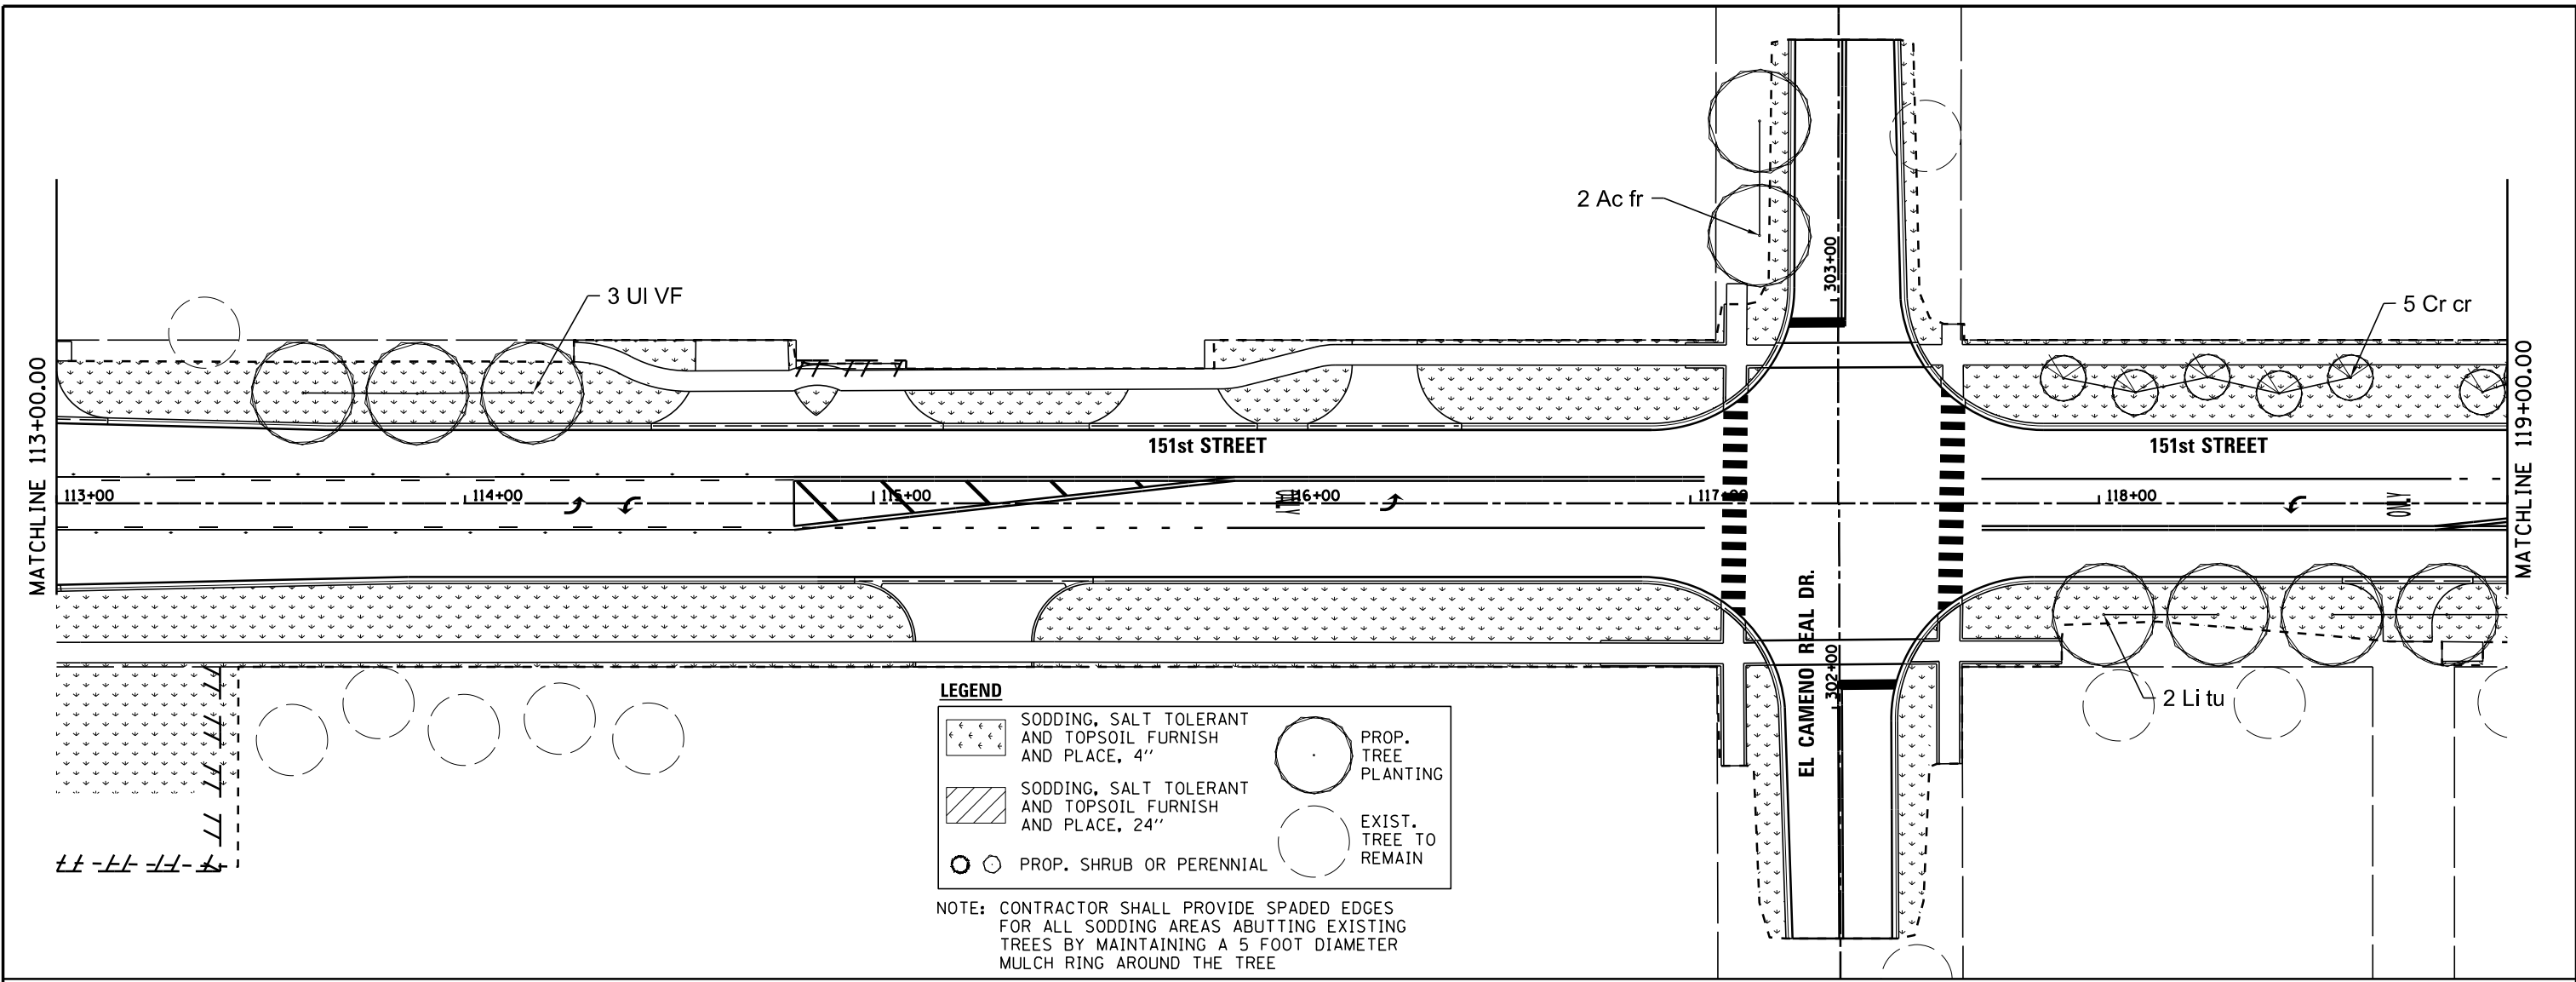 2 Ac fr
303+00
3 Ul VF
5 Cr cr
MATCHLINE 113+00.00
151st STREET
151st STREET
MATCHLINE 119+00.00
113+00
114+00
115+00
116+00
117+00
118+00
ONLY
EL CAMENO REAL DR.
302+00
2 Li tu
LEGEND
SODDING, SALT TOLERANT
AND TOPSOIL FURNISH
AND PLACE, 4"
PROP.
TREE
PLANTING
SODDING, SALT TOLERANT
AND TOPSOIL FURNISH
AND PLACE, 24"
EXIST.
TREE TO
REMAIN
PROP. SHRUB OR PERENNIAL
NOTE: CONTRACTOR SHALL PROVIDE SPADED EDGES
FOR ALL SODDING AREAS ABUTTING EXISTING
TREES BY MAINTAINING A 5 FOOT DIAMETER
MULCH RING AROUND THE TREE